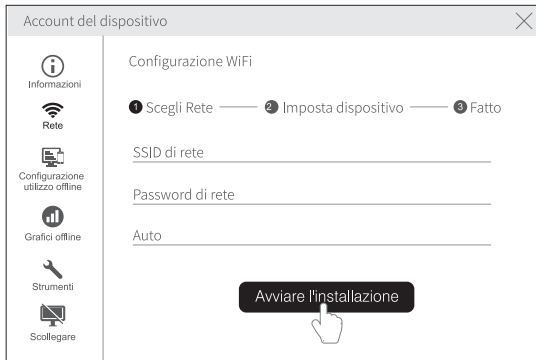 Account del dispositivo
Informazioni
Rete
Configurazione
utilizzo offline
Grafici offline
Strumenti
Scollegare
Configurazione WiFi
1 Scegli Rete 2 Imposta dispositivo 3 Fatto
SSID di rete
Password di rete
Auto
Avviare l'installazione